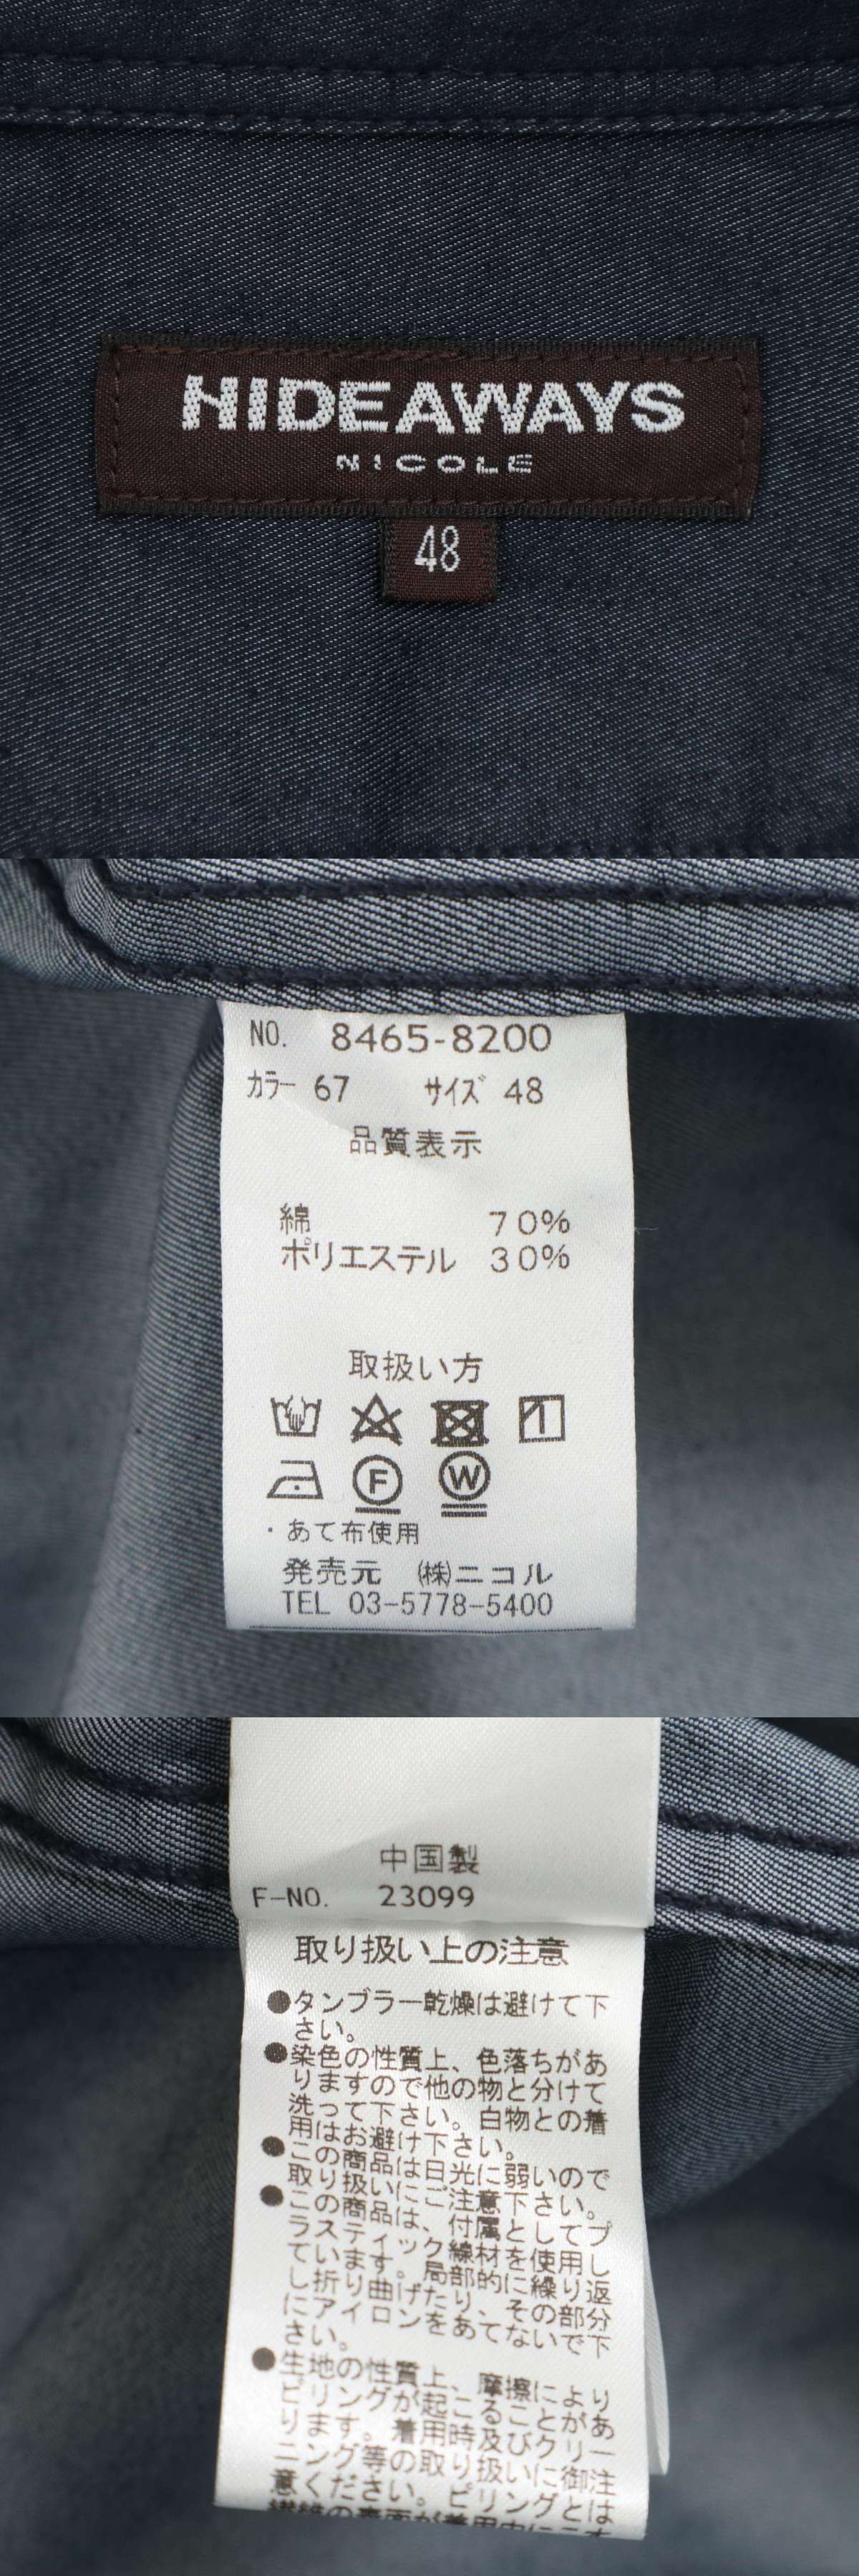 HIDEAWAYS
NICOLE
48
NO. 8465-8200
カラー 67 サイズ 48
品質表示
綿 70%
ポリエステル 30%
取扱い方
F W
・あて布使用
発売元 ㈱ニコル
TEL 03-5778-5400
中国製
F-NO. 23099
取り扱い上の注意
●タンブラー乾燥は避けて下
さい。
●染色の性質上、色落ちがあ
りますので他の物と分けて
洗って下さい。白物との着
用はお避け下さい。
●この商品は日光に弱いので
取り扱いにご注意下さい。
●この商品は、付属としてプ
ラスティック線材を使用し
ています。局部的に繰り返
し折り曲げたり、その部分
にアイロンをあてないで下
さい。
●生地の性質上、摩擦により
ピリングが起こることがあ
ります。着用時及びクリー
ニング等の取り扱いに御注
意ください。ピリングとは